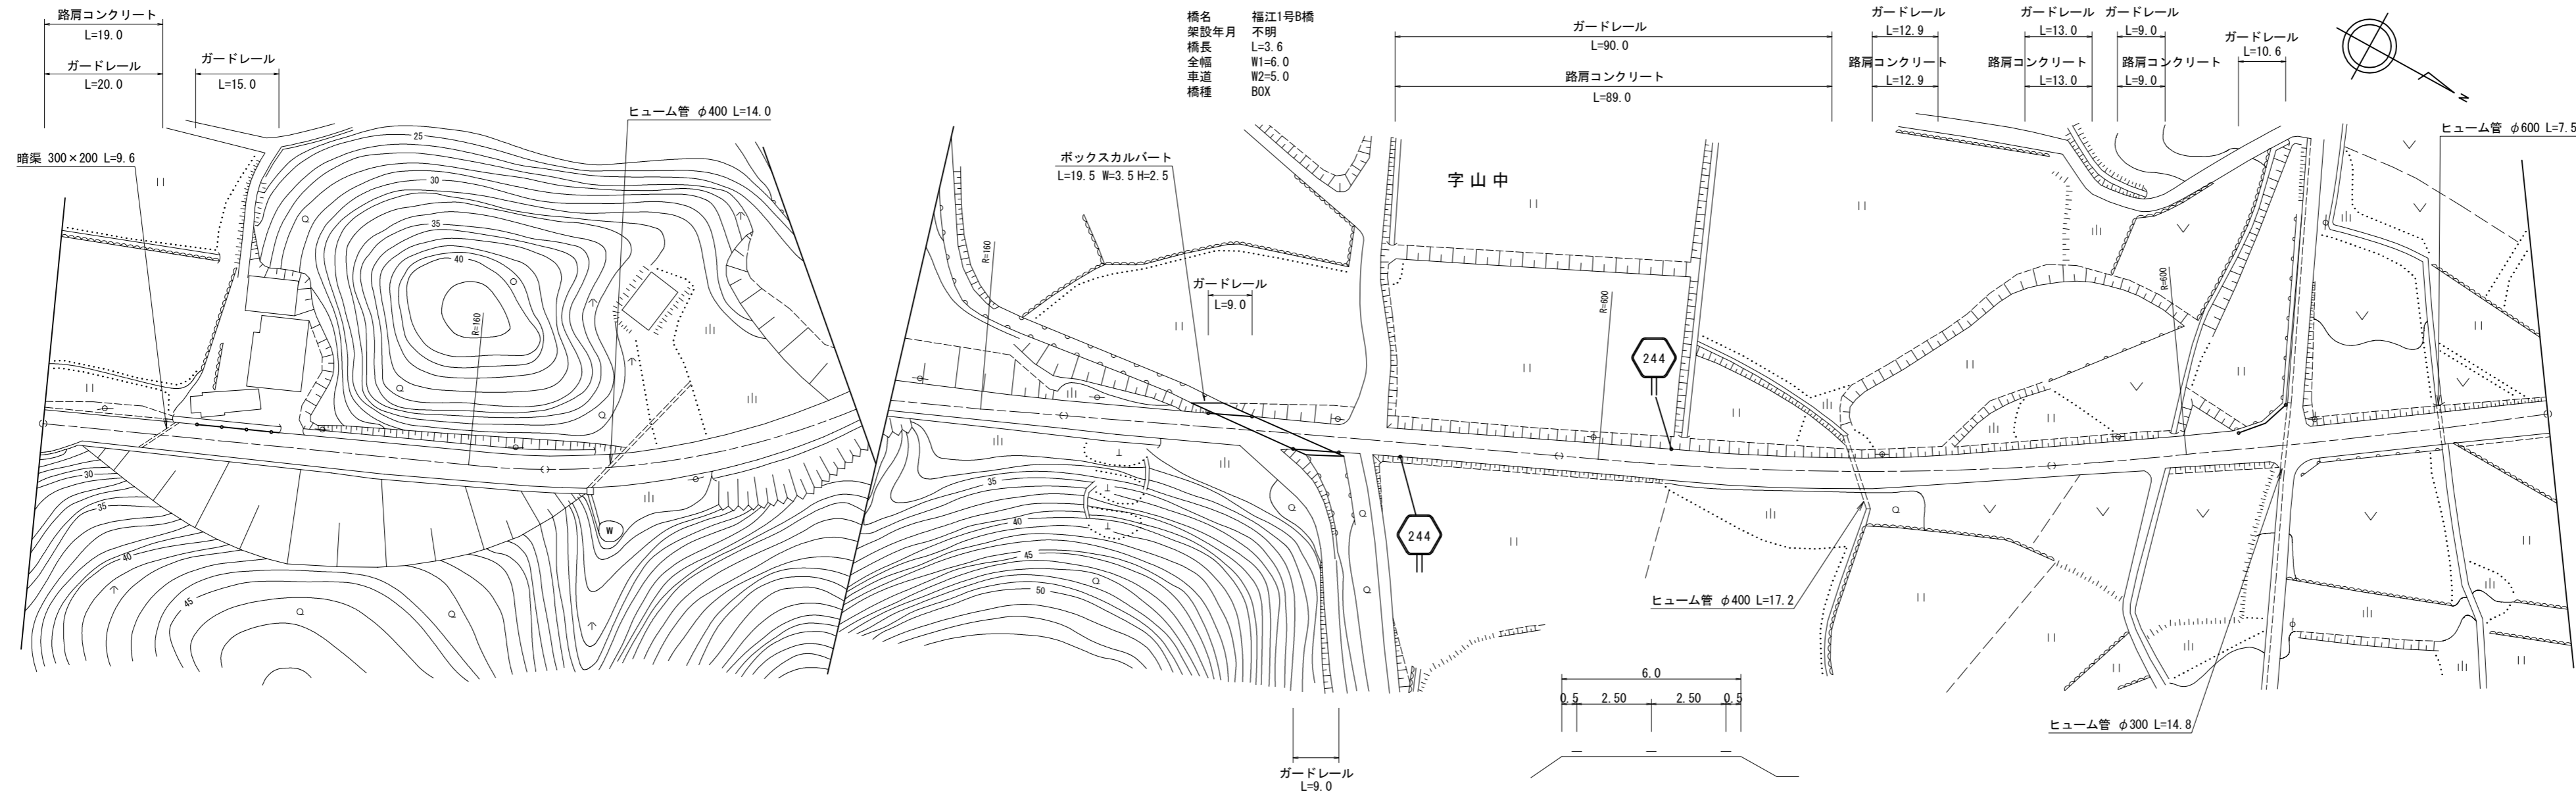 路肩コンクリート
L=19.0
ガードレール
L=20.0
ガードレール
L=15.0
ヒューム管 φ400 L=14.0
暗渠 300×200 L=9.6
橋名 福江1号B橋
架設年月 不明
橋長 L=3.6
全幅 W1=6.0
車道 W2=5.0
橋種 BOX
ガードレール
L=90.0
路肩コンクリート
L=89.0
ガードレール
L=12.9
路肩コンクリート
L=12.9
ガードレール
L=13.0
路肩コンクリート
L=13.0
ガードレール
L=9.0
路肩コンクリート
L=9.0
ガードレール
L=10.6
N
ヒューム管 φ600 L=7.5
ボックスカルバート
L=19.5 W=3.5 H=2.5
字山中
ガードレール
L=9.0
25
30
35
40
R=160
R=160
R=600
R=600
244
244
30
35
40
45
W
35
40
45
50
ヒューム管 φ400 L=17.2
ヒューム管 φ300 L=14.8
6.0
0.5 2.50 2.50 0.5
ガードレール
L=9.0